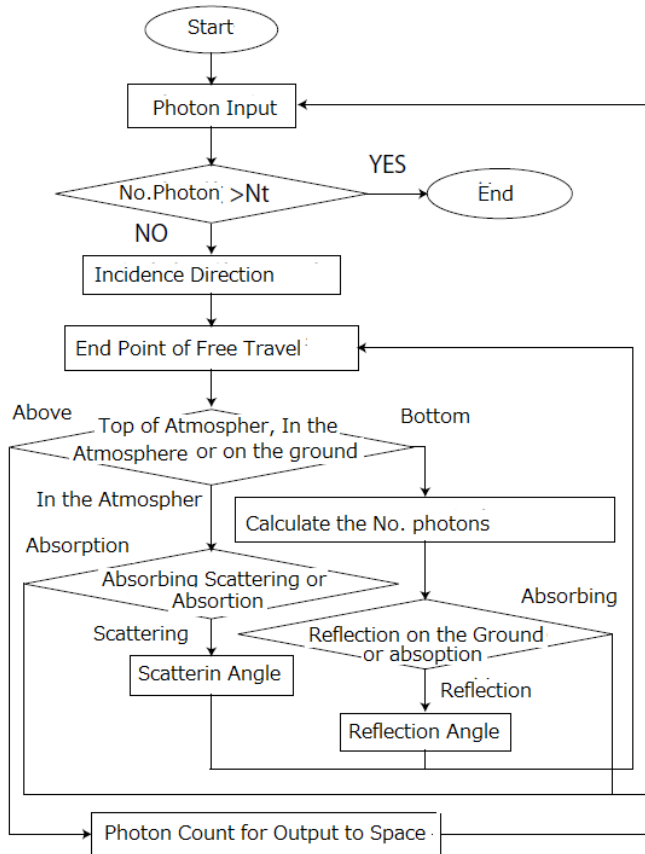 Start
Photon Input
No.Photon >Nt
YES
End
NO
Incidence Direction
End Point of Free Travel
Above
Top of Atmospher, In the
Atmosphere or on the ground
Bottom
In the Atmospher
Calculate the No. photons
Absorption
Absorbing Scattering or
Absortion
Absorbing
Scattering
Reflection on the Ground
or absoption
Scatterin Angle
Reflection
Reflection Angle
Photon Count for Output to Space